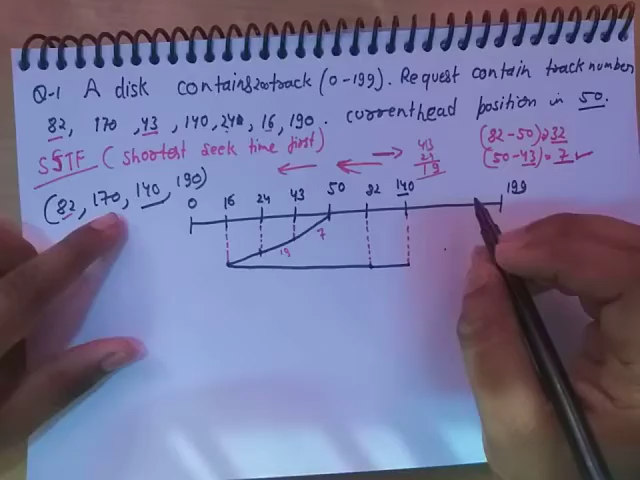 Q-1 A disk contains 200 track (0-199). Request contain track number
82, 170, 43, 140, 24, 16, 190. current head position in 50.
SSTF (Shortest Seek time first)
43
24
19
(82-50)=32
(50-43)=7 ✓
(82, 170, 140, 190)
0 16 24 43 50 82 140 199
19 7